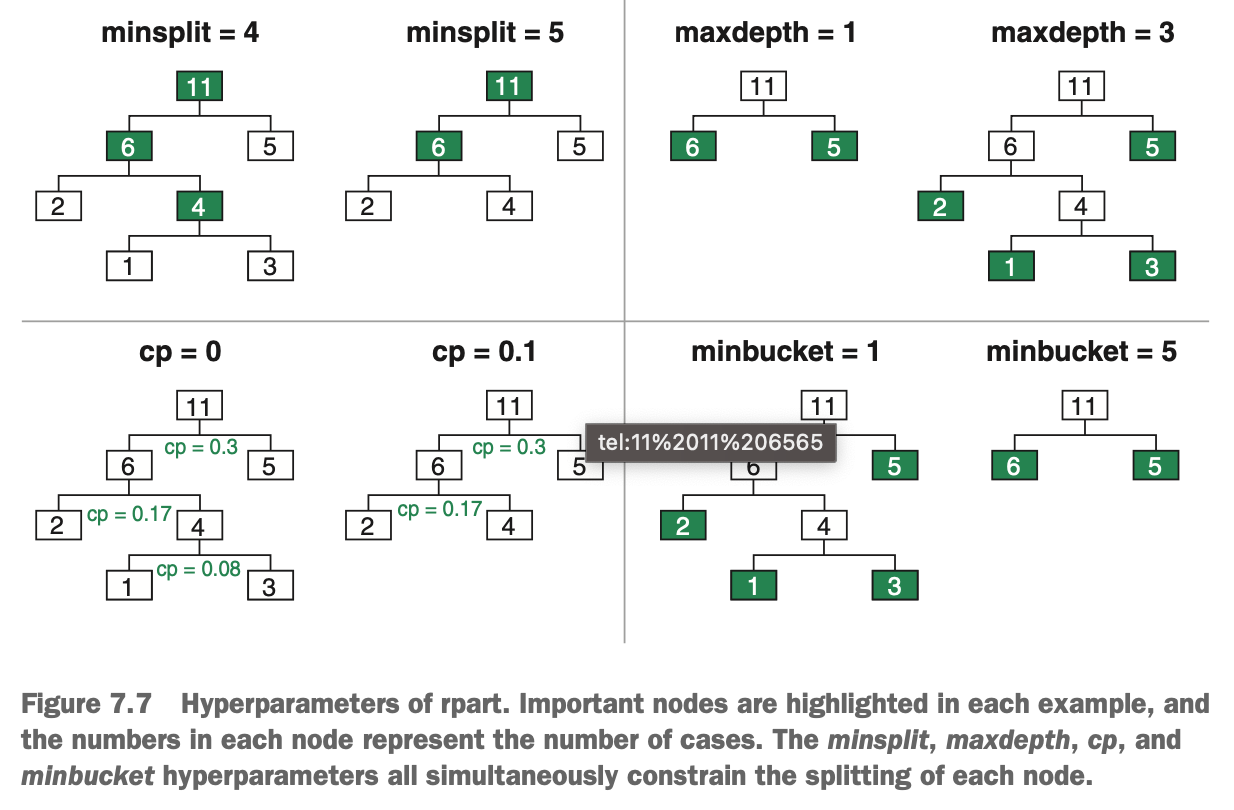 minsplit = 4
minsplit = 5
maxdepth = 1
maxdepth = 3
11
11
11
11
6
5
6
5
6
5
6
5
2
4
2
4
2
4
1
3
1
3
cp = 0
cp = 0.1
minbucket = 1
minbucket = 5
11
11
11
11
cp = 0.3
cp = 0.3
tel:11%2011%206565
6
5
6
5
6
5
6
5
2
cp = 0.17
4
2
cp = 0.17
4
2
4
1
cp = 0.08
3
1
3
Figure 7.7 Hyperparameters of rpart. Important nodes are highlighted in each example, and
the numbers in each node represent the number of cases. The minsplit, maxdepth, cp, and
minbucket hyperparameters all simultaneously constrain the splitting of each node.